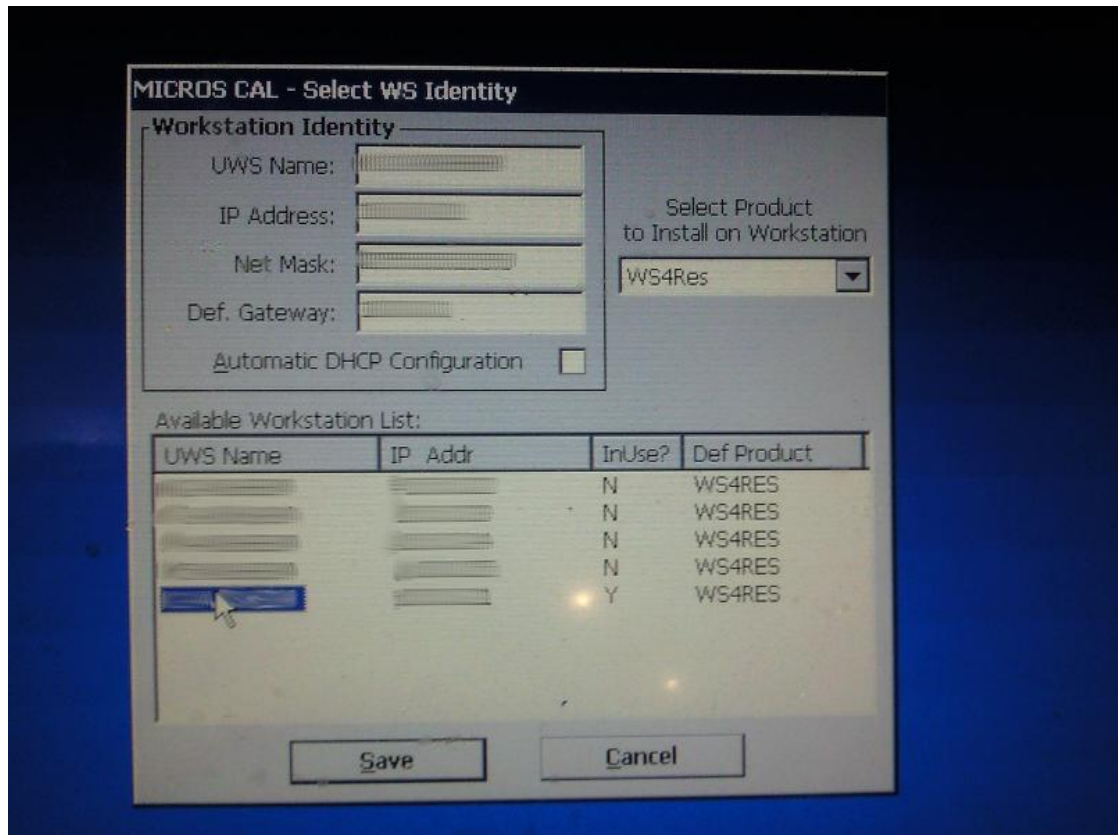 MICROS CAL - Select WS Identity
Workstation Identity
UWS Name:
IP Address:
Net Mask:
Def. Gateway:
Automatic DHCP Configuration
Select Product
to Install on Workstation
WS4Res
Available Workstation List:
UWS Name IP Addr InUse? Def Product
N WS4RES
N WS4RES
N WS4RES
N WS4RES
Y WS4RES
Save Cancel